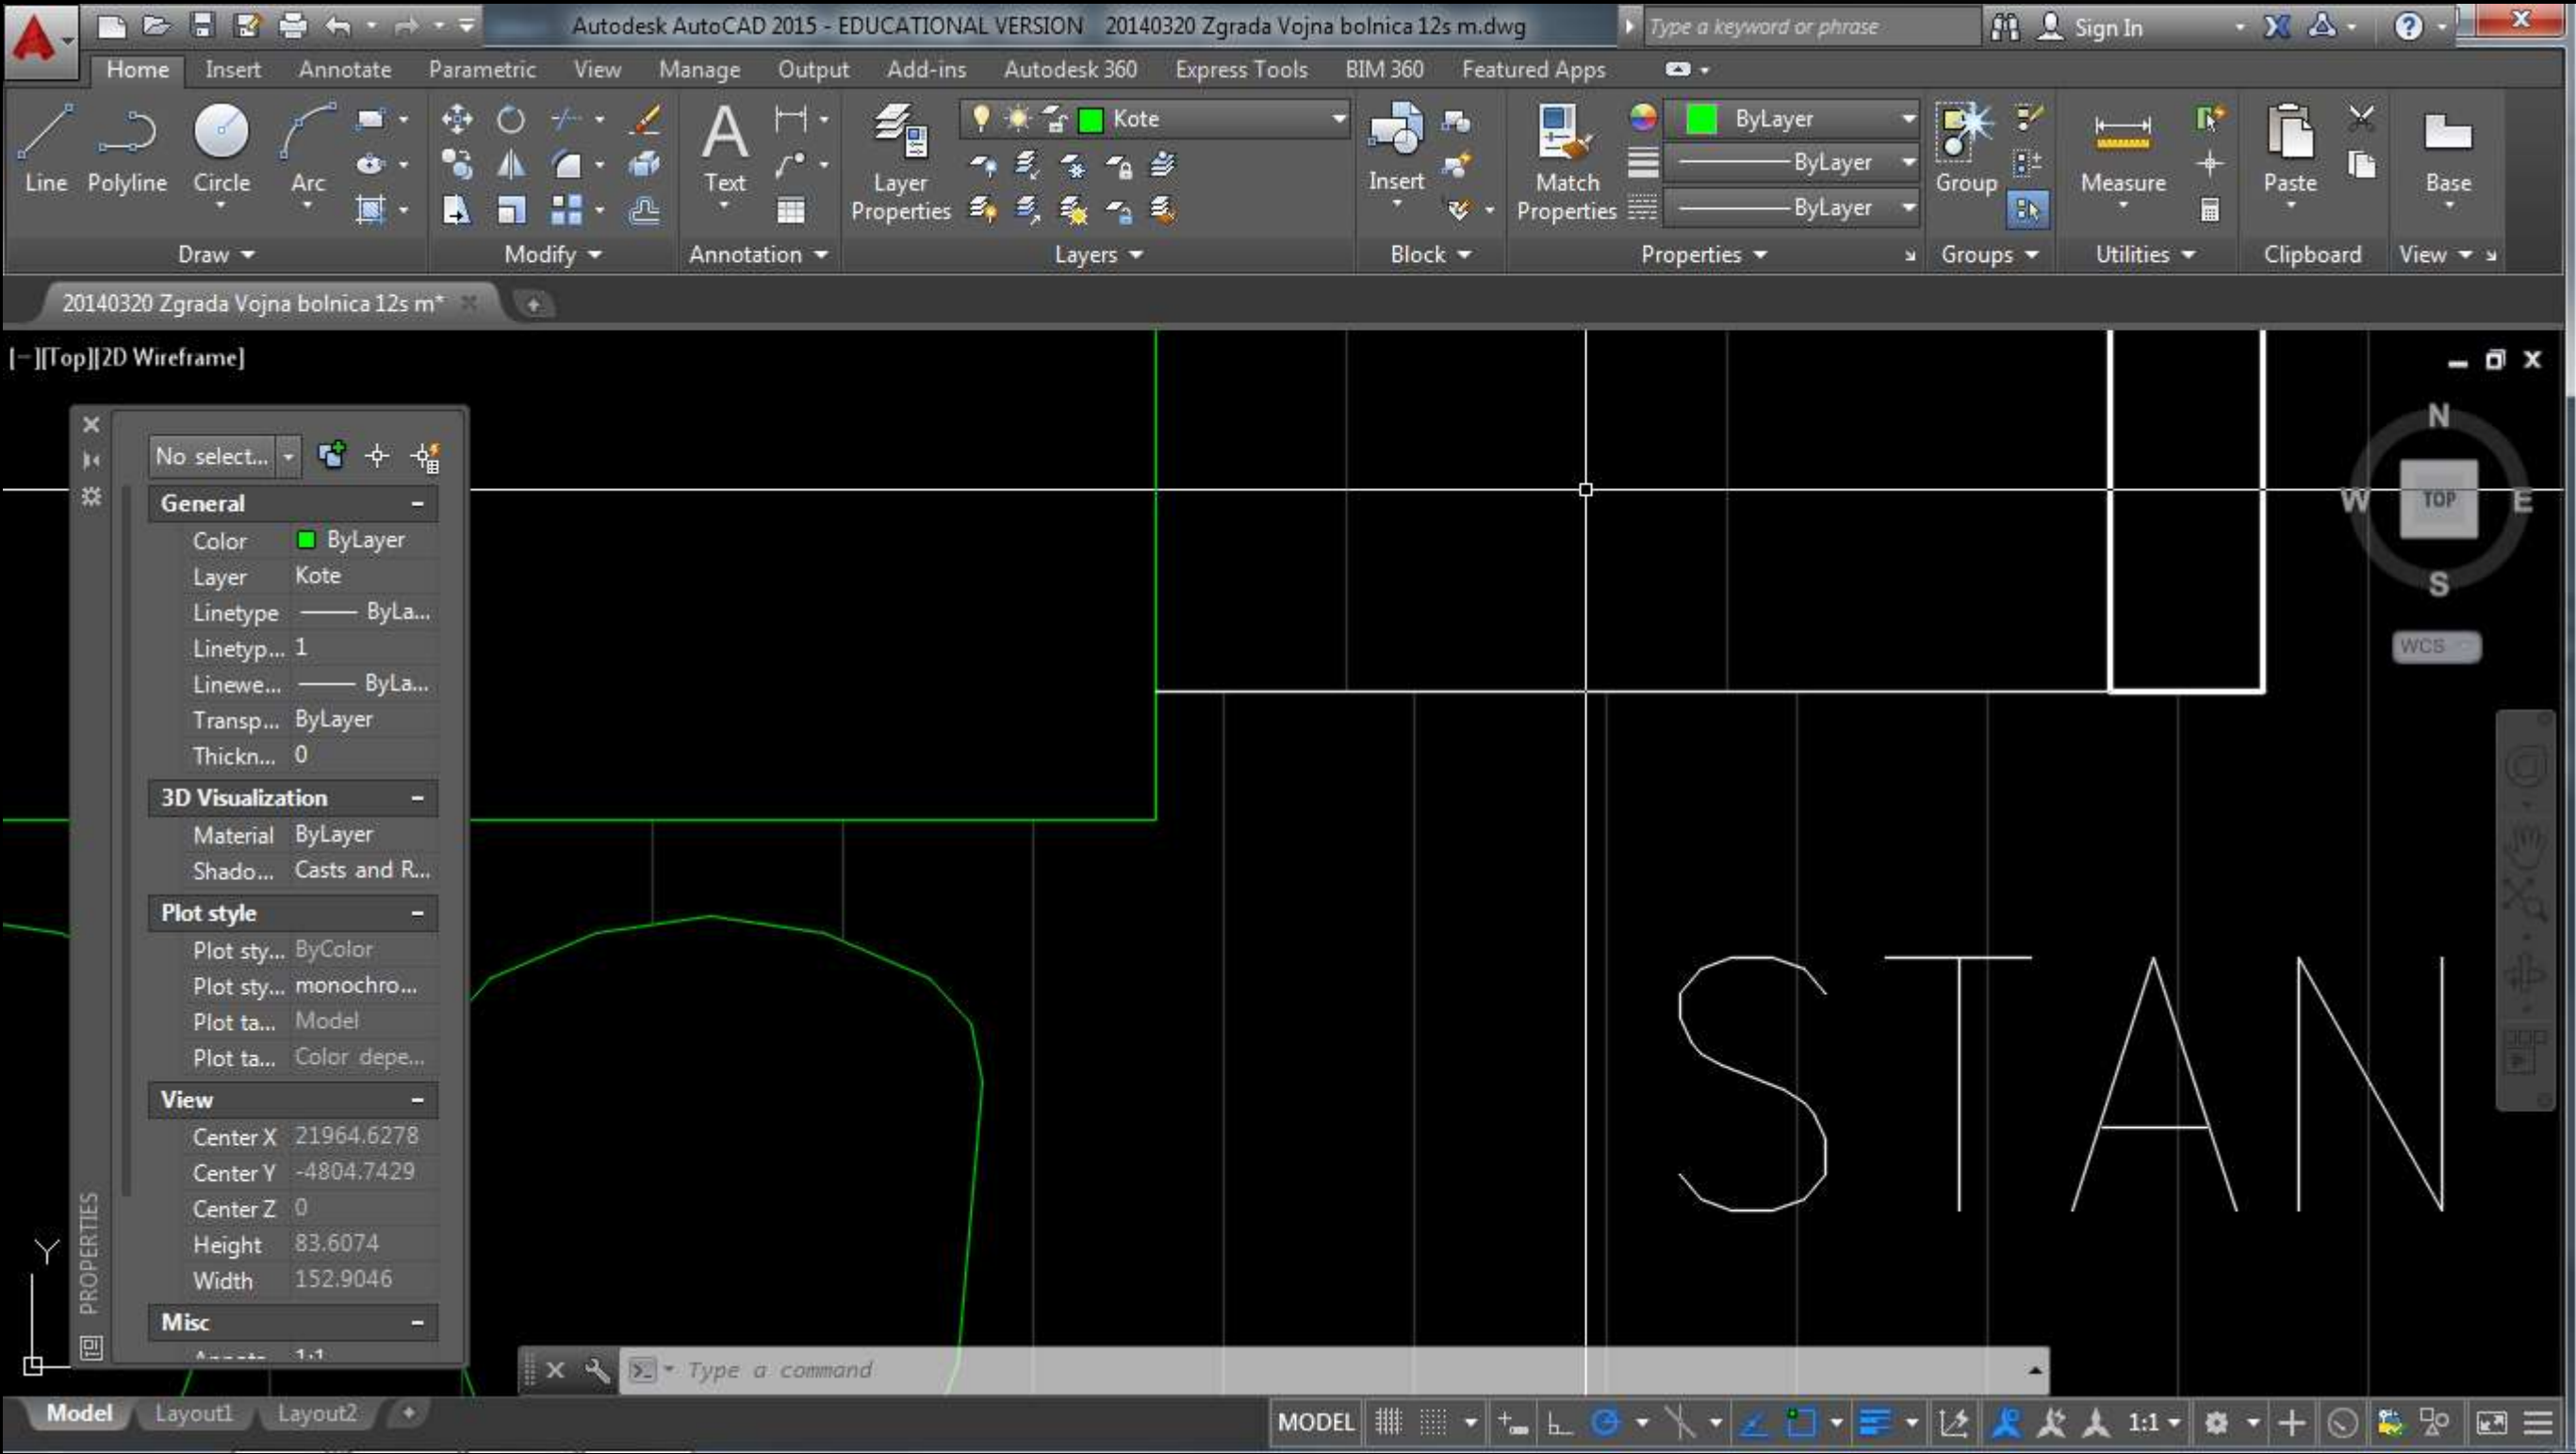 Autodesk AutoCAD 2015 - EDUCATIONAL VERSION 20140320 Zgrada Vojna bolnica 12s m.dwg
Type a keyword or phrase
Sign In
Home Insert Annotate Parametric View Manage Output Add-ins Autodesk 360 Express Tools BIM 360 Featured Apps
Line Polyline Circle Arc
Draw
Modify
Text
Annotation
Layer Properties
Kote
Layers
Insert
Block
Match Properties
ByLayer
ByLayer
ByLayer
Properties
Group
Groups
Measure
Utilities
Paste
Clipboard
Base
View
20140320 Zgrada Vojna bolnica 12s m*
[−][Top][2D Wireframe]
No select...
General
Color ByLayer
Layer Kote
Linetype ByLa...
Linetyp... 1
Linewe... ByLa...
Transp... ByLayer
Thickn... 0
3D Visualization
Material ByLayer
Shado... Casts and R...
Plot style
Plot sty... ByColor
Plot sty... monochro...
Plot ta... Model
Plot ta... Color depe...
View
Center X 21964.6278
Center Y -4804.7429
Center Z 0
Height 83.6074
Width 152.9046
Misc
1:1
PROPERTIES
N
W TOP E
S
WCS
STAN
Y
Type a command
Model Layout1 Layout2
MODEL 1:1